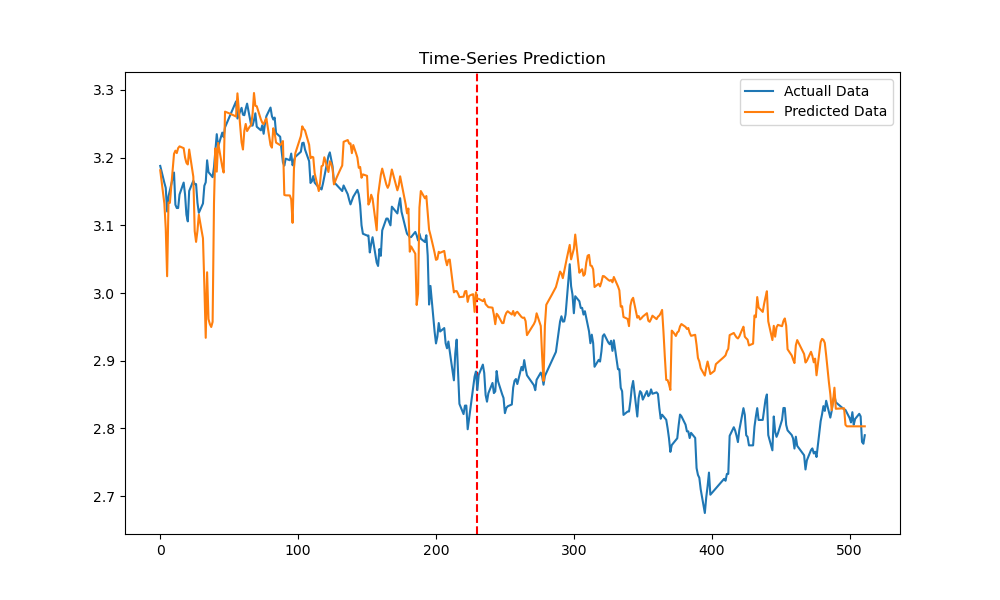 Time-Series Prediction
Actuall Data
Predicted Data
3.3
3.2
3.1
3.0
2.9
2.8
2.7
0 100 200 300 400 500